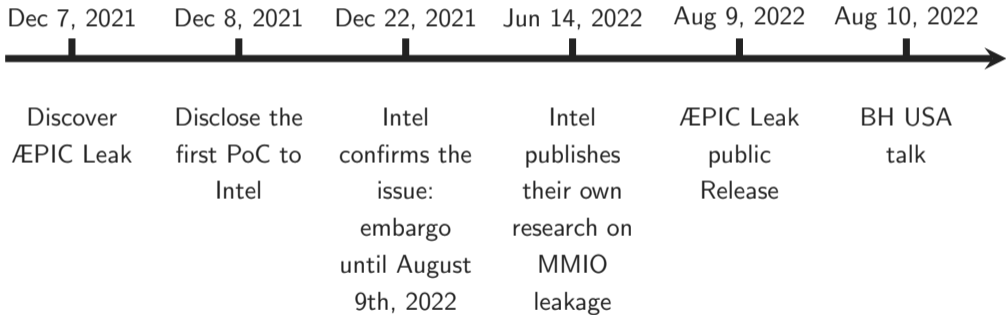 Dec 7, 2021
Dec 8, 2021
Dec 22, 2021
Jun 14, 2022
Aug 9, 2022
Aug 10, 2022
Discover
ÆPIC Leak
Disclose the
first PoC to
Intel
Intel
confirms the
issue:
embargo
until August
9th, 2022
Intel
publishes
their own
research on
MMIO
leakage
ÆPIC Leak
public
Release
BH USA
talk